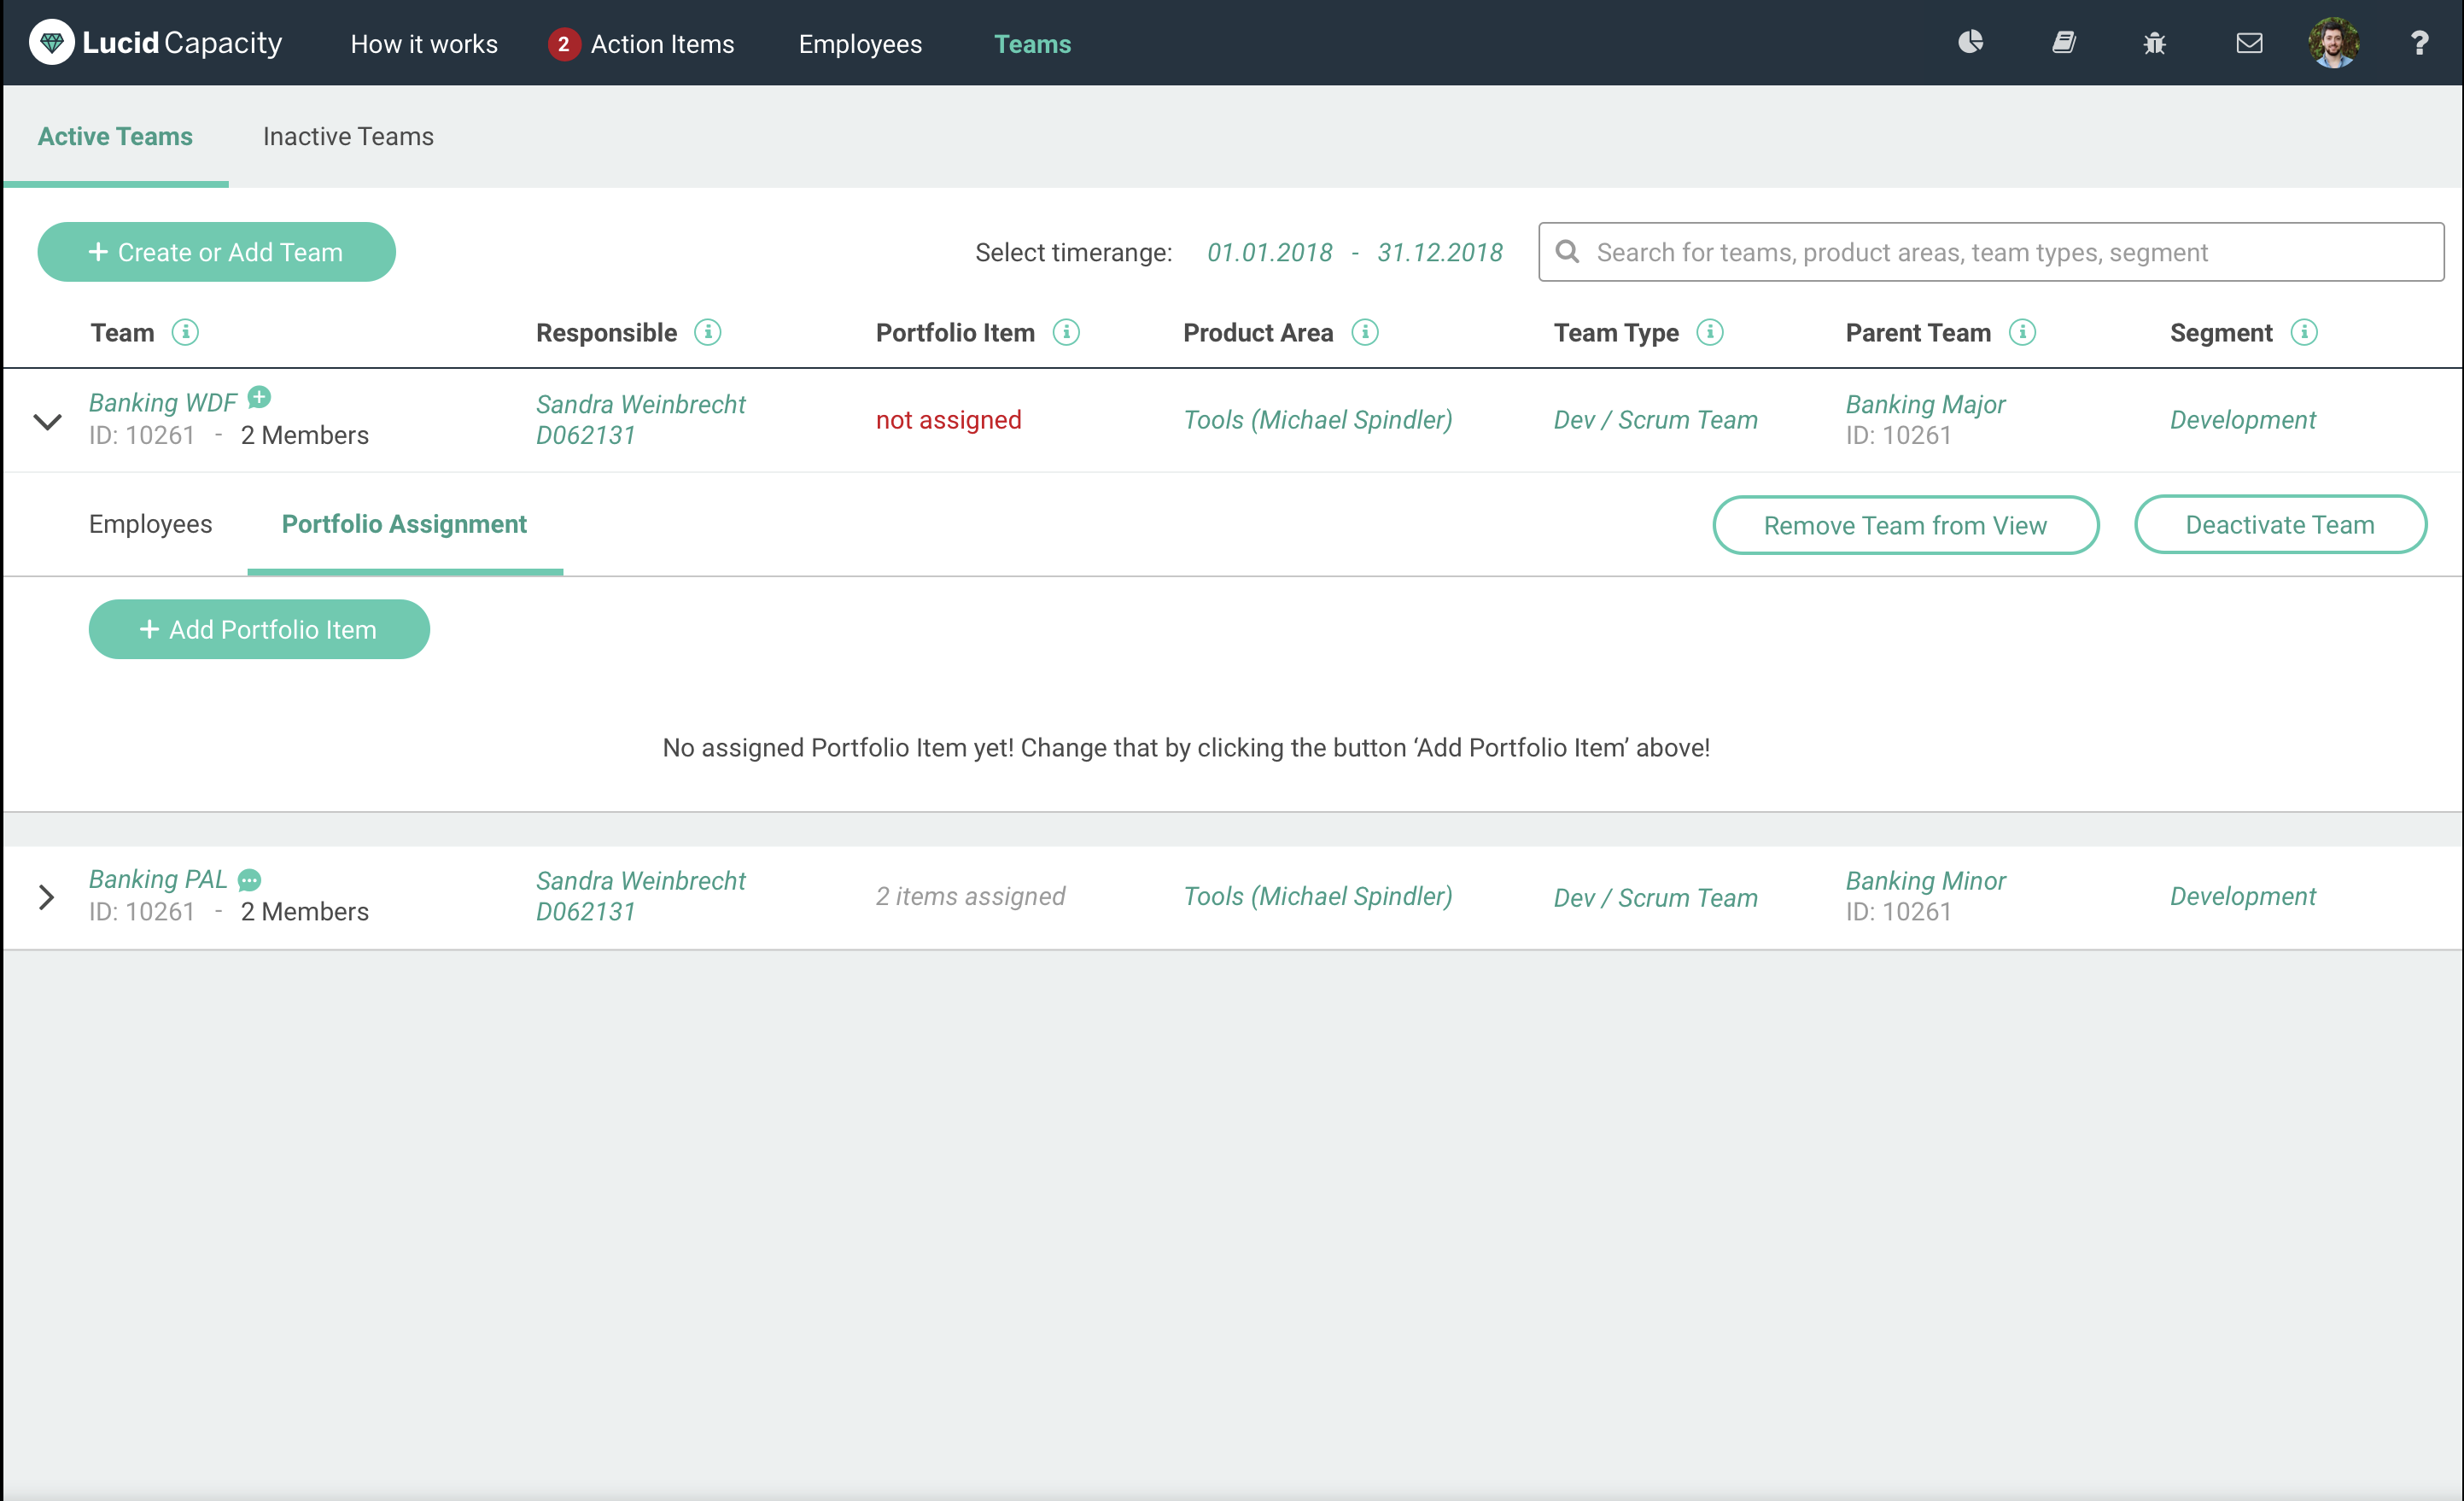 Lucid Capacity How it works 2 Action Items Employees Teams ?
Active Teams Inactive Teams
+ Create or Add Team Select timerange: 01.01.2018 - 31.12.2018 Search for teams, product areas, team types, segment
Team i Responsible i Portfolio Item i Product Area i Team Type i Parent Team i Segment i
Banking WDF Sandra Weinbrecht not assigned Tools (Michael Spindler) Dev / Scrum Team Banking Major Development
ID: 10261 - 2 Members D062131 ID: 10261
Employees Portfolio Assignment Remove Team from View Deactivate Team
+ Add Portfolio Item
No assigned Portfolio Item yet! Change that by clicking the button ‘Add Portfolio Item’ above!
Banking PAL Sandra Weinbrecht 2 items assigned Tools (Michael Spindler) Dev / Scrum Team Banking Minor Development
ID: 10261 - 2 Members D062131 ID: 10261